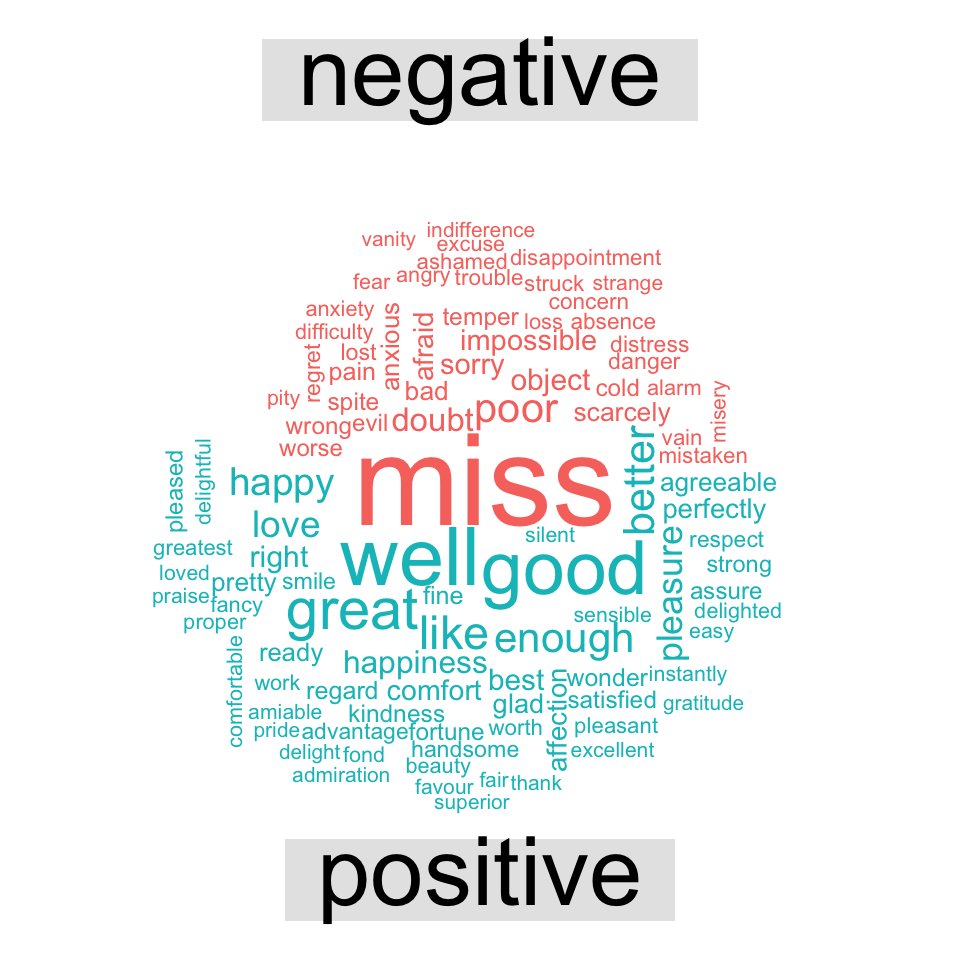 negative
indifference
vanity
excuse
ashamed
disappointment
fear
angry
trouble
struck
strange
concern
anxiety
anxious
afraid
temper
loss
absence
difficulty
lost
sorry
impossible
distress
regret
pain
bad
object
danger
cold
alarm
pity
spite
doubt
poor
scarcely
misery
wrong
evil
worse
vain
mistaken
miss
pleased
delightful
happy
better
agreeable
love
perfectly
greatest
right
well
silent
good
pleasure
respect
loved
pretty
smile
strong
praise
fancy
great
fine
assure
proper
like
enough
sensible
delighted
easy
comfortable
ready
happiness
work
regard
comfort
best
wonder
instantly
amiable
kindness
glad
affection
satisfied
gratitude
pride
advantage
fortune
worth
pleasant
delight
fond
handsome
excellent
admiration
beauty
favour
fair
thank
superior
positive